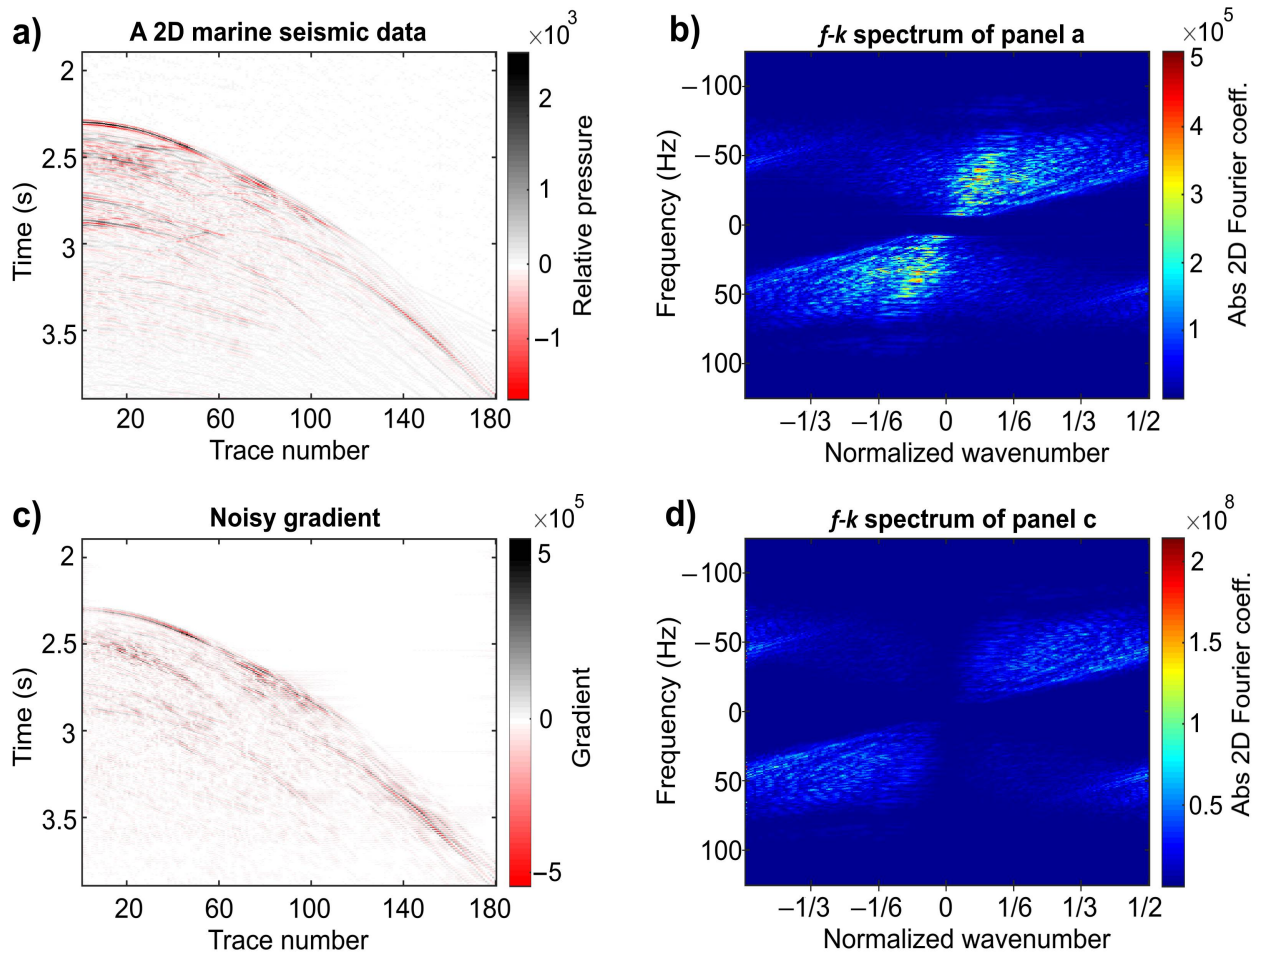 a)
A 2D marine seismic data
×10³
2
2.5
3
3.5
Time (s)
20 60 100 140 180
Trace number
2
1
0
−1
Relative pressure
b)
f-k spectrum of panel a
×10⁵
−100
−50
0
50
100
Frequency (Hz)
−1/3 −1/6 0 1/6 1/3 1/2
Normalized wavenumber
5
4
3
2
1
Abs 2D Fourier coeff.
c)
Noisy gradient
×10⁵
2
2.5
3
3.5
Time (s)
20 60 100 140 180
Trace number
5
0
−5
Gradient
d)
f-k spectrum of panel c
×10⁸
−100
−50
0
50
100
Frequency (Hz)
−1/3 −1/6 0 1/6 1/3 1/2
Normalized wavenumber
2
1.5
1
0.5
Abs 2D Fourier coeff.